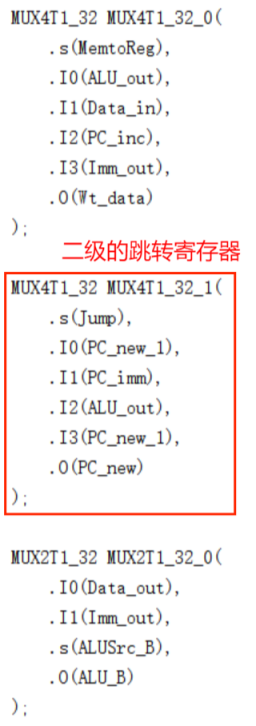 MUX4T1_32 MUX4T1_32_0(
.s(MemtoReg),
.I0(ALU_out),
.I1(Data_in),
.I2(PC_inc),
.I3(Imm_out),
.O(Wt_data)
);
二级的跳转寄存器
MUX4T1_32 MUX4T1_32_1(
.s(Jump),
.I0(PC_new_1),
.I1(PC_imm),
.I2(ALU_out),
.I3(PC_new_1),
.O(PC_new)
);
MUX2T1_32 MUX2T1_32_0(
.I0(Data_out),
.I1(Imm_out),
.s(ALUSrc_B),
.O(ALU_B)
);